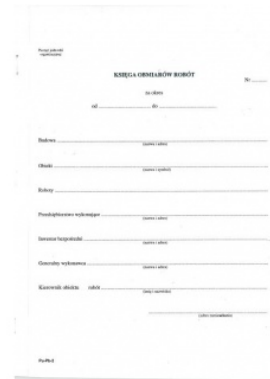 KSIĘGA OBMIARÓW ROBÓT
Nr
za okres
od do
Budowa
(nazwa i adres)
Obiekt
(nazwa i symbol)
Roboty
Przedsiębiorstwo wykonujące
(nazwa i adres)
Inwestor bezpośredni
(nazwa i adres)
Generalny wykonawca
(nazwa i adres)
Kierownik obiektu robót
(imię i nazwisko)